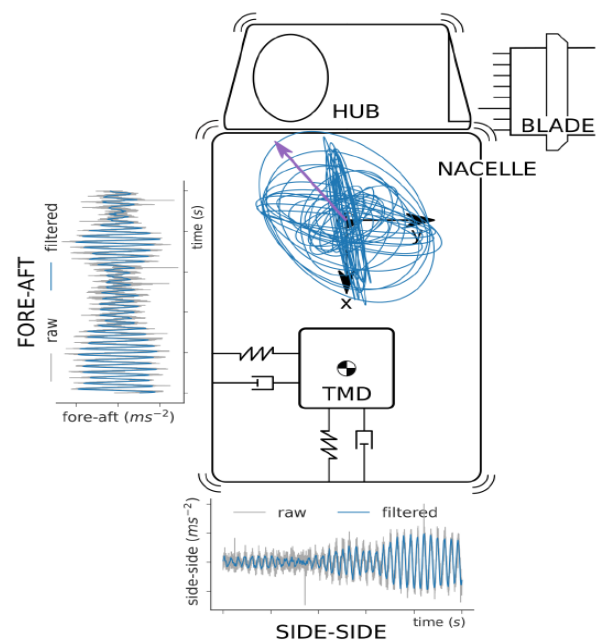 HUB
BLADE
NACELLE
y
x
TMD
FORE-AFT
raw
filtered
time (s)
fore-aft (ms⁻²)
side-side (ms⁻²)
raw
filtered
time (s)
SIDE-SIDE